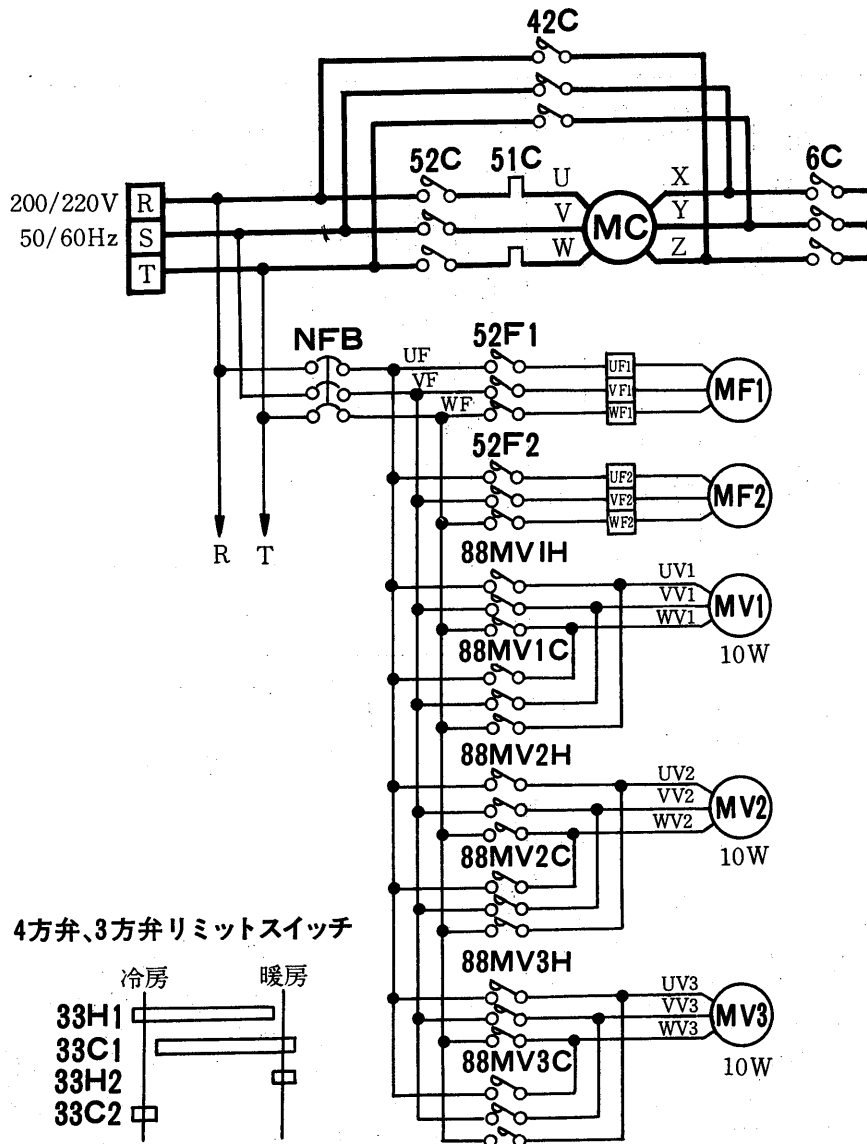 42C
52C 51C 6C
200/220V R U X
50/60Hz S V MC Y
T W Z
NFB 52F1
UF UF1
VF VF1 MF1
WF WF1
52F2
UF2
VF2 MF2
WF2
R T
88MV1H
UV1
VV1 MV1
WV1
88MV1C 10W
88MV2H
UV2
VV2 MV2
WV2
88MV2C 10W
4方弁、3方弁リミットスイッチ
冷房 暖房
88MV3H
UV3
33H1 VV3 MV3
33C1 WV3
88MV3C 10W
33H2
33C2